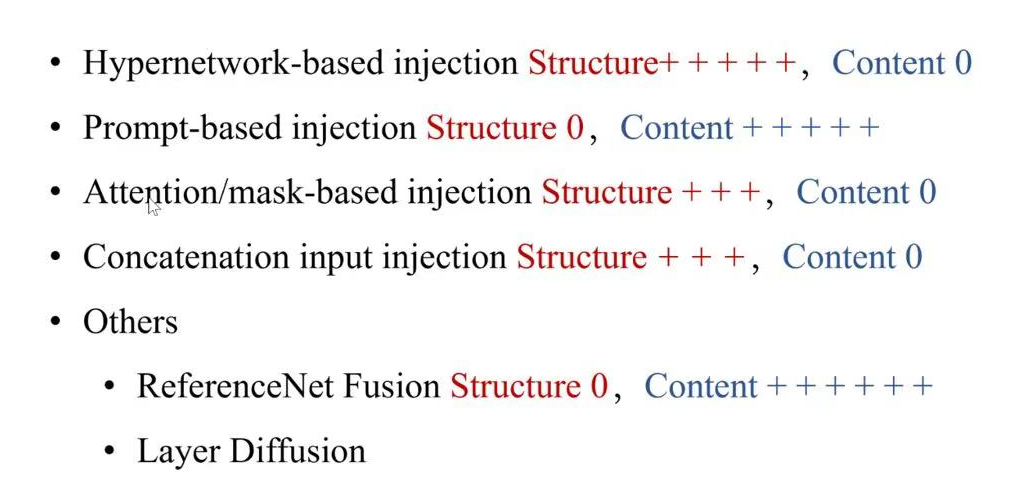 • Hypernetwork-based injection Structure+ + + + +, Content 0
• Prompt-based injection Structure 0, Content + + + + +
• Attention/mask-based injection Structure + + +, Content 0
• Concatenation input injection Structure + + +, Content 0
• Others
• ReferenceNet Fusion Structure 0, Content + + + + + +
• Layer Diffusion